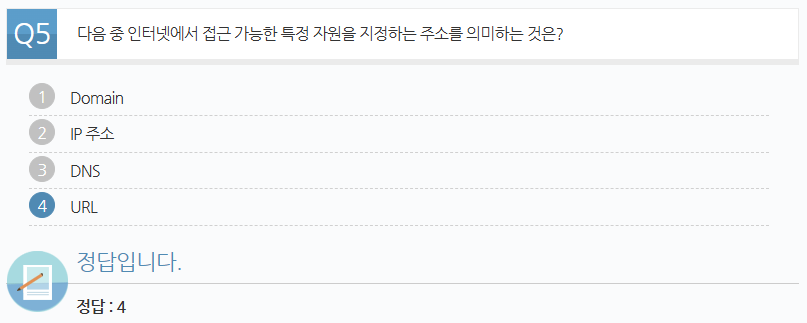 Q5 다음 중 인터넷에서 접근 가능한 특정 자원을 지정하는 주소를 의미하는 것은?
1 Domain
2 IP 주소
3 DNS
4 URL
정답입니다.
정답 : 4